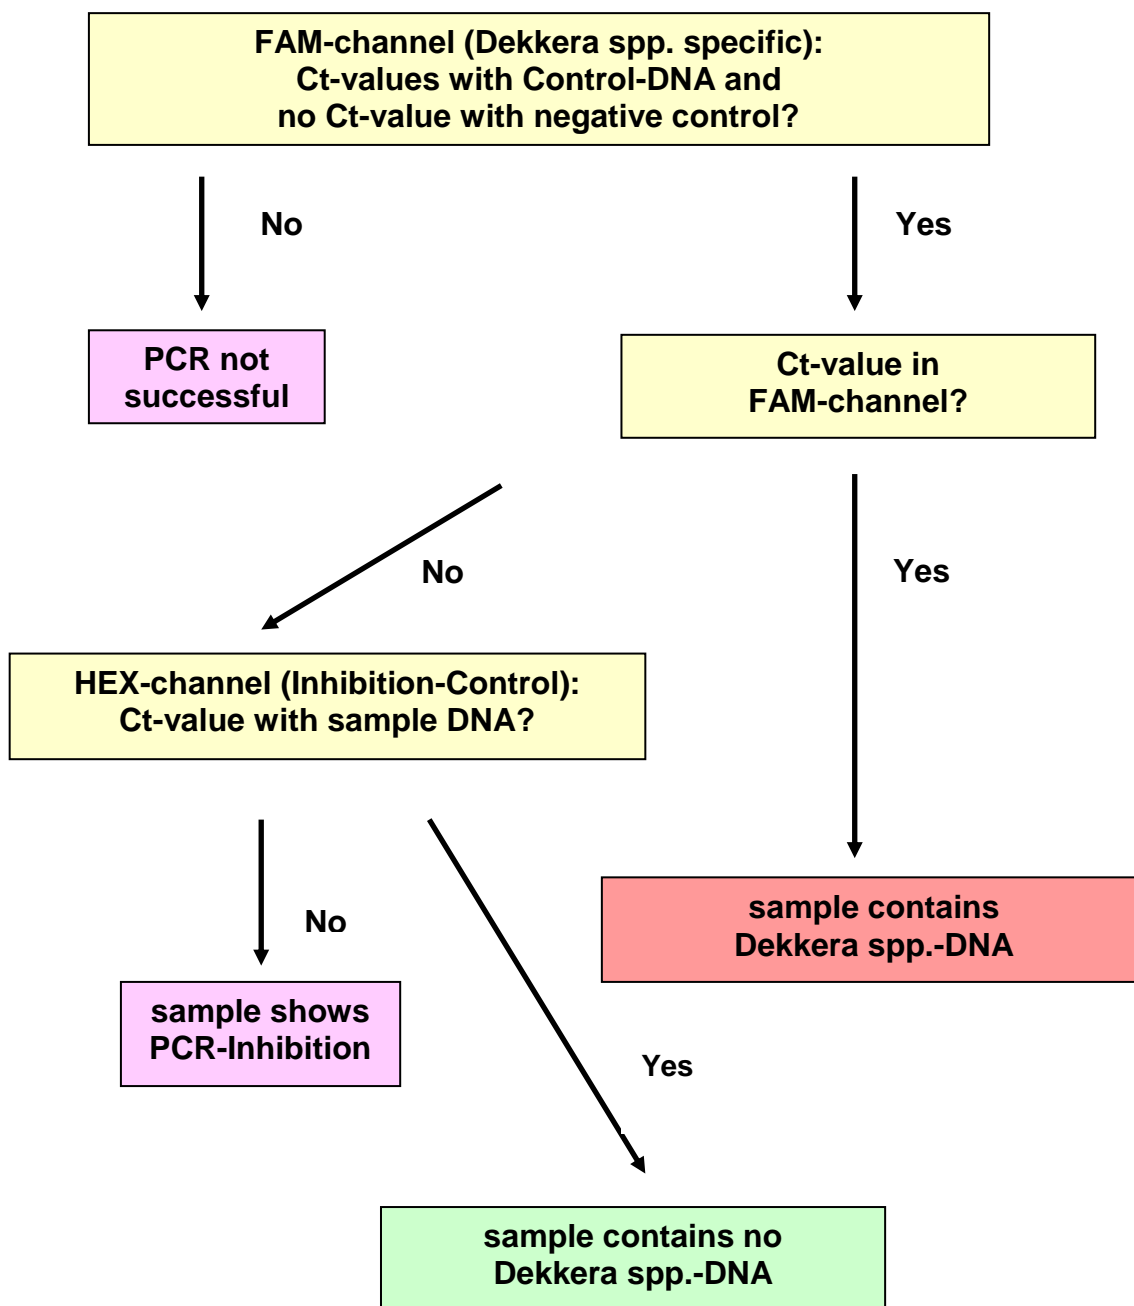 FAM-channel (Dekkera spp. specific):
Ct-values with Control-DNA and
no Ct-value with negative control?
No
Yes
PCR not
successful
Ct-value in
FAM-channel?
No
Yes
HEX-channel (Inhibition-Control):
Ct-value with sample DNA?
No
sample contains
Dekkera spp.-DNA
sample shows
PCR-Inhibition
Yes
sample contains no
Dekkera spp.-DNA